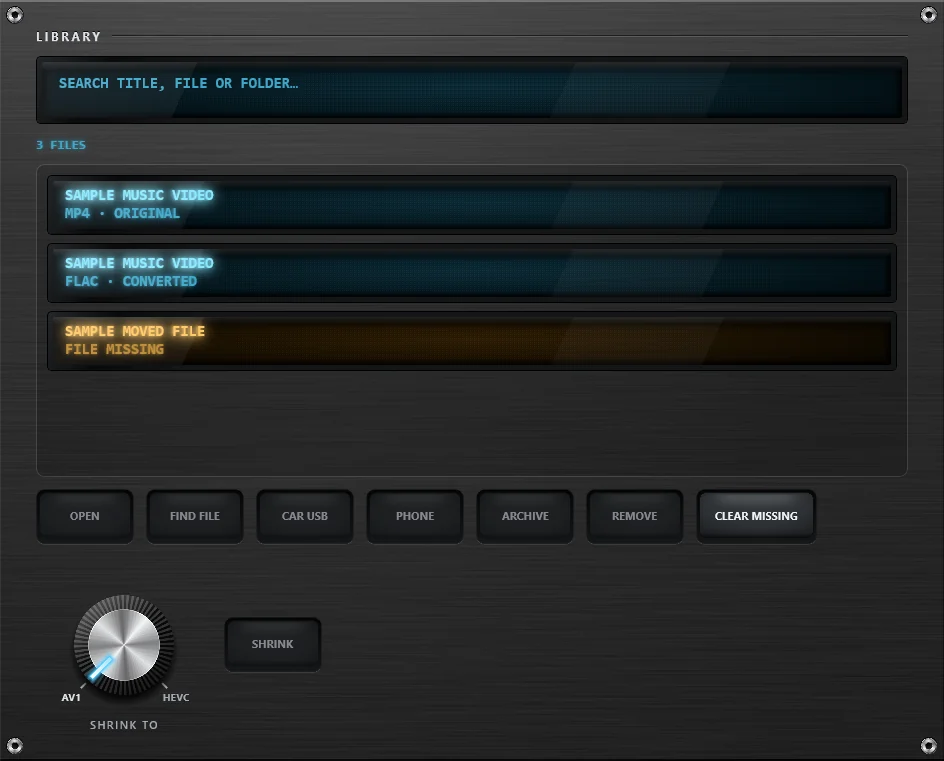 LIBRARY
SEARCH TITLE, FILE OR FOLDER…
3 FILES
SAMPLE MUSIC VIDEO
MP4 · ORIGINAL
SAMPLE MUSIC VIDEO
FLAC · CONVERTED
SAMPLE MOVED FILE
FILE MISSING
OPEN
FIND FILE
CAR USB
PHONE
ARCHIVE
REMOVE
CLEAR MISSING
SHRINK
AV1
HEVC
SHRINK TO